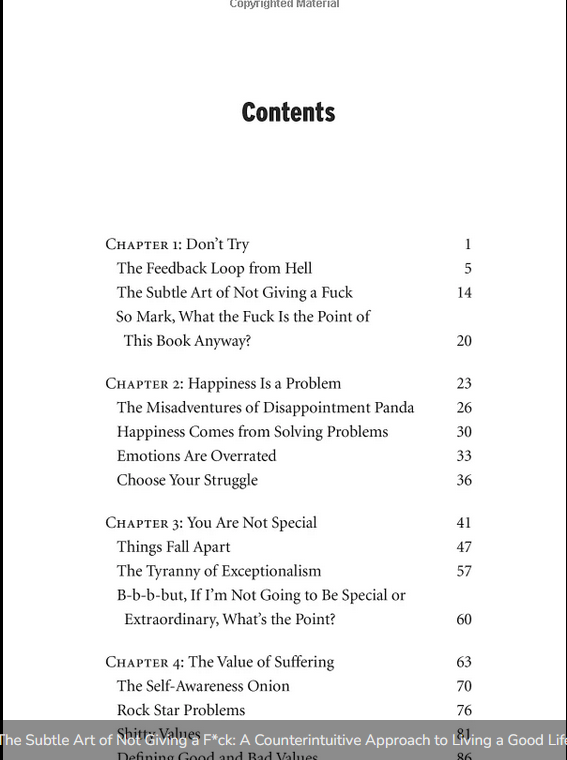 Copyrighted Material
Contents
CHAPTER 1: Don't Try 1
The Feedback Loop from Hell 5
The Subtle Art of Not Giving a Fuck 14
So Mark, What the Fuck Is the Point of
This Book Anyway? 20
CHAPTER 2: Happiness Is a Problem 23
The Misadventures of Disappointment Panda 26
Happiness Comes from Solving Problems 30
Emotions Are Overrated 33
Choose Your Struggle 36
CHAPTER 3: You Are Not Special 41
Things Fall Apart 47
The Tyranny of Exceptionalism 57
B-b-b-but, If I'm Not Going to Be Special or
Extraordinary, What's the Point? 60
CHAPTER 4: The Value of Suffering 63
The Self-Awareness Onion 70
Rock Star Problems 76
Shitty Values 81
The Subtle Art of Not Giving a F*ck: A Counterintuitive Approach to Living a Good Life
Defining Good and Bad Values 86